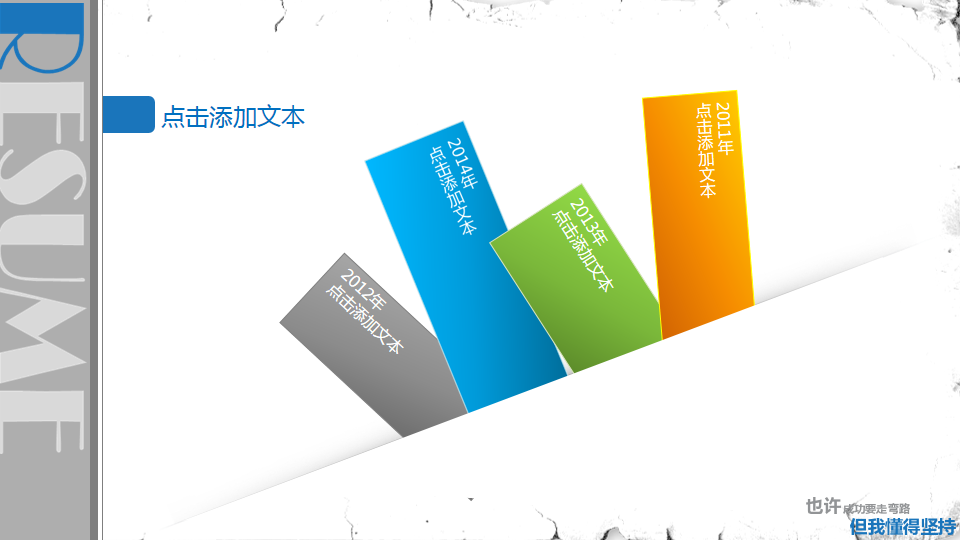 RESUME
点击添加文本
2012年
点击添加文本
2014年
点击添加文本
2013年
点击添加文本
2011年
点击添加文本
也许成功要走弯路
但我懂得坚持